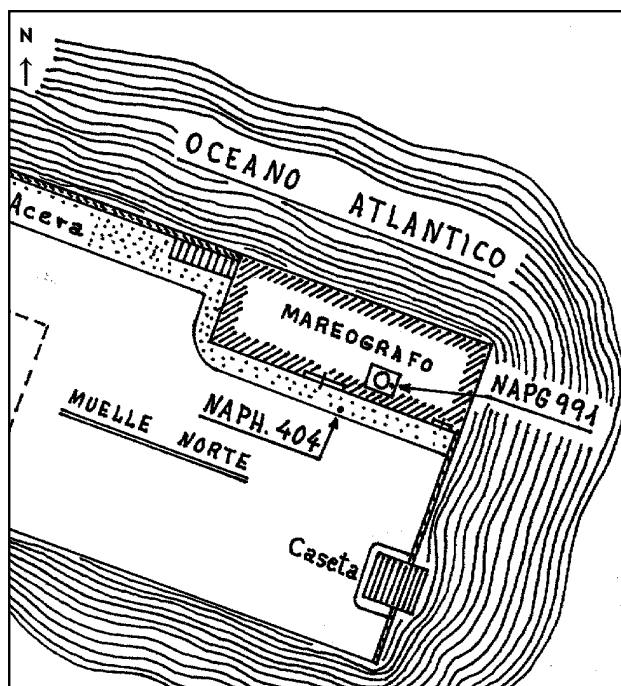 N
OCEANO ATLANTICO
Acera
MAREOGRAFO
NAPG 991
NAPH. 404
MUELLE NORTE
Caseta